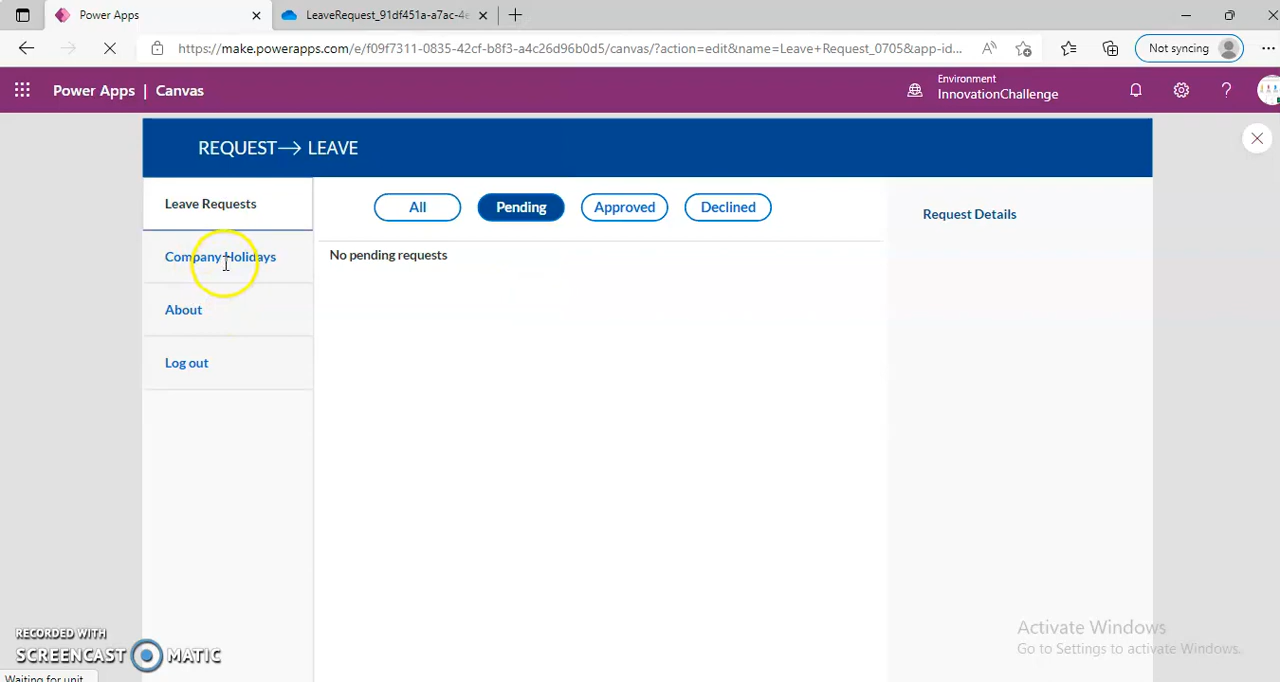 Power Apps
LeaveRequest_91df451a-a7ac-4e
https://make.powerapps.com/e/f09f7311-0835-42cf-b8f3-a4c26d96b0d5/canvas/?action=edit&name=Leave+Request_0705&app-id...
Not syncing
Power Apps | Canvas
Environment
InnovationChallenge
REQUEST→ LEAVE
Leave Requests
All
Pending
Approved
Declined
Request Details
Company Holidays
No pending requests
About
Log out
Activate Windows
Go to Settings to activate Windows.
RECORDED WITH
SCREENCAST MATIC
Waiting for unit